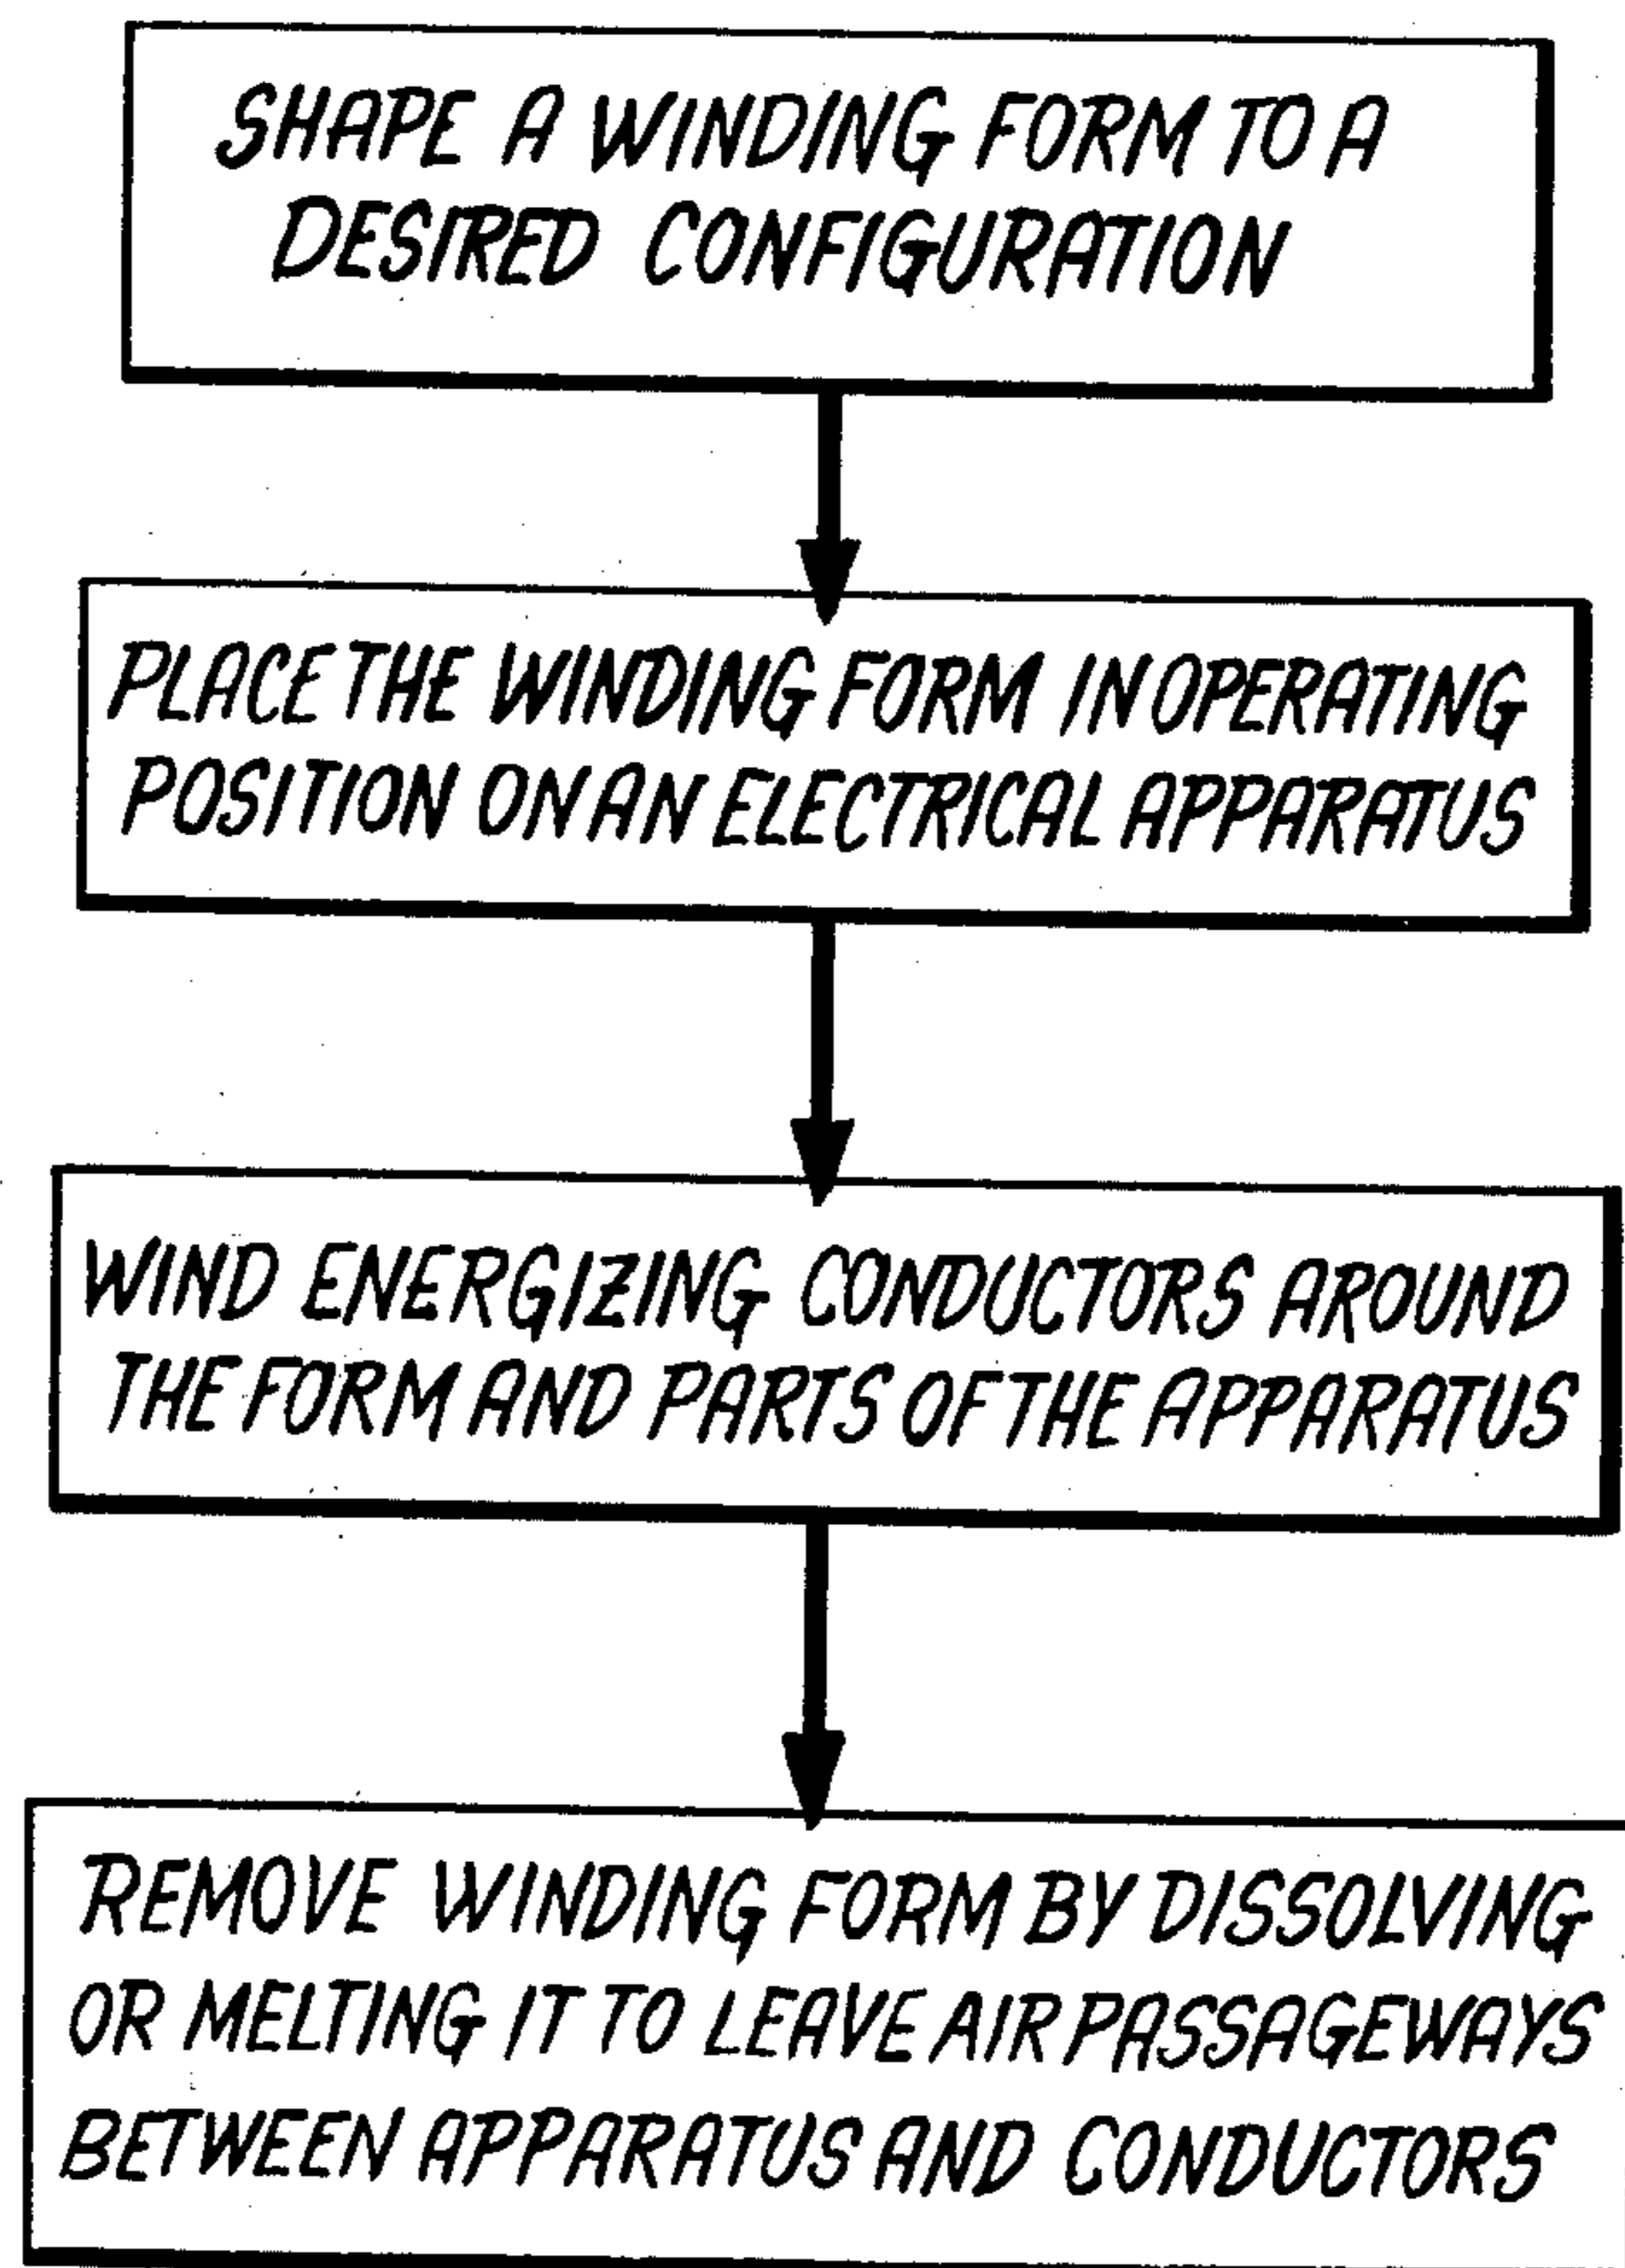 SHAPE A WINDING FORM TO A
DESIRED CONFIGURATION
PLACE THE WINDING FORM IN OPERATING
POSITION ON AN ELECTRICAL APPARATUS
WIND ENERGIZING CONDUCTORS AROUND
THE FORM AND PARTS OF THE APPARATUS
REMOVE WINDING FORM BY DISSOLVING
OR MELTING IT TO LEAVE AIR PASSAGEWAYS
BETWEEN APPARATUS AND CONDUCTORS